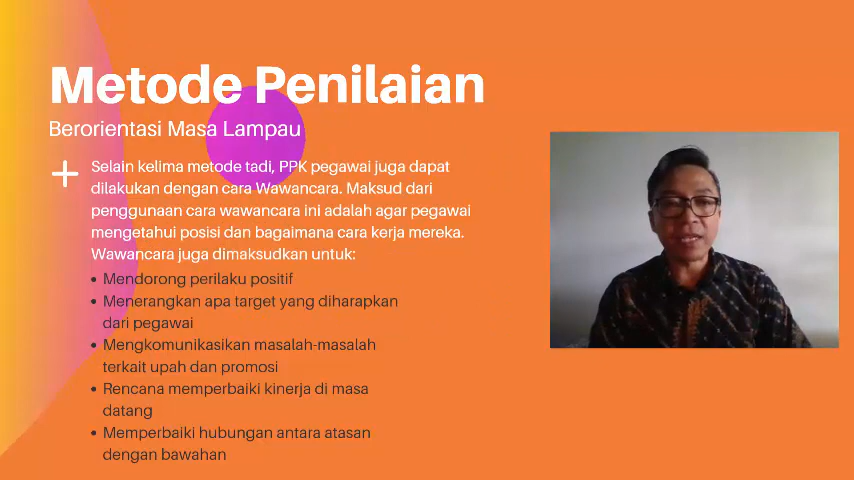 Metode Penilaian
Berorientasi Masa Lampau
Selain kelima metode tadi, PPK pegawai juga dapat
dilakukan dengan cara Wawancara. Maksud dari
penggunaan cara wawancara ini adalah agar pegawai
mengetahui posisi dan bagaimana cara kerja mereka.
Wawancara juga dimaksudkan untuk:
• Mendorong perilaku positif
• Menerangkan apa target yang diharapkan
dari pegawai
• Mengkomunikasikan masalah-masalah
terkait upah dan promosi
• Rencana memperbaiki kinerja di masa
datang
• Memperbaiki hubungan antara atasan
dengan bawahan